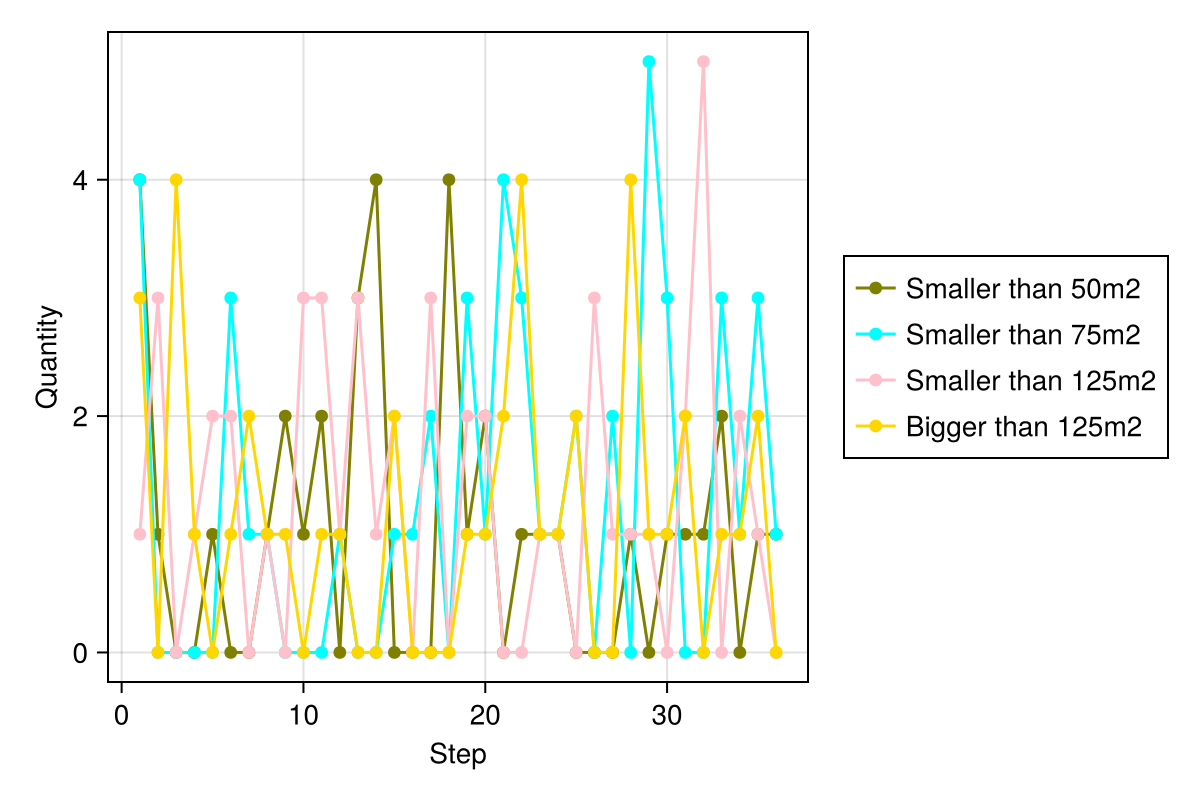 Quantity
4
2
0
0 10 20 30
Step
Smaller than 50m2
Smaller than 75m2
Smaller than 125m2
Bigger than 125m2